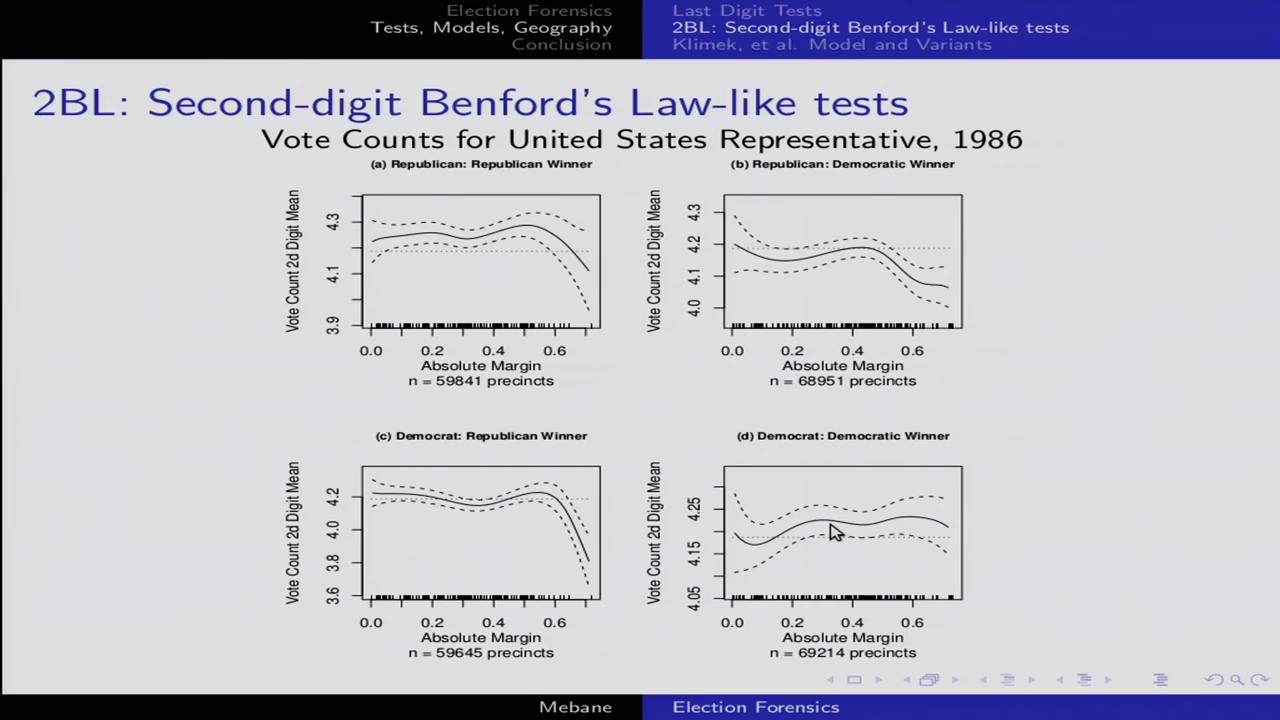 Election Forensics
Tests, Models, Geography
Conclusion
Last Digit Tests
2BL: Second-digit Benford's Law-like tests
Klimek, et al. Model and Variants
2BL: Second-digit Benford's Law-like tests
Vote Counts for United States Representative, 1986
(a) Republican: Republican Winner
Vote Count 2d Digit Mean
4.3
4.1
3.9
0.0 0.2 0.4 0.6
Absolute Margin
n = 59841 precincts
(b) Republican: Democratic Winner
Vote Count 2d Digit Mean
4.3
4.2
4.1
4.0
0.0 0.2 0.4 0.6
Absolute Margin
n = 68951 precincts
(c) Democrat: Republican Winner
Vote Count 2d Digit Mean
4.2
4.0
3.8
3.6
0.0 0.2 0.4 0.6
Absolute Margin
n = 59645 precincts
(d) Democrat: Democratic Winner
Vote Count 2d Digit Mean
4.25
4.15
4.05
0.0 0.2 0.4 0.6
Absolute Margin
n = 69214 precincts
Mebane
Election Forensics